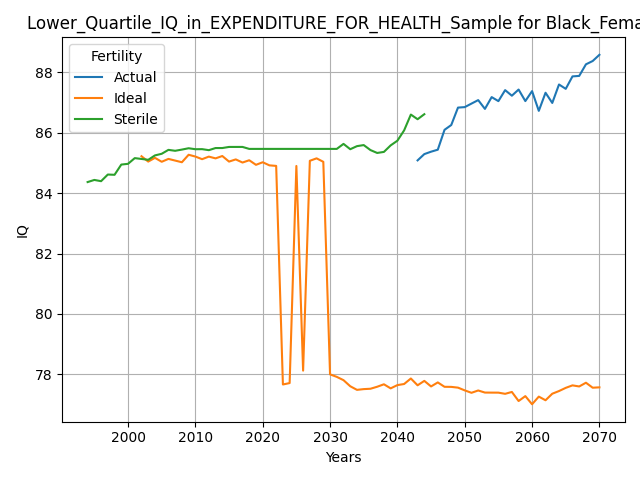 Lower_Quartile_IQ_in_EXPENDITURE_FOR_HEALTH_Sample for Black_Fema
Fertility
Actual
Ideal
Sterile
88
86
84
82
80
78
IQ
2000 2010 2020 2030 2040 2050 2060 2070
Years